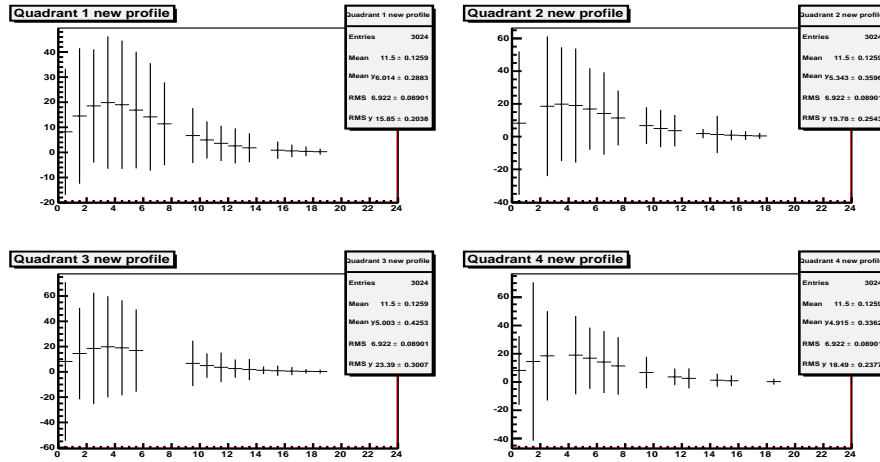 Quadrant 1 new profile
Quadrant 1 new profile
Entries 3024
Mean 11.5 ± 0.1259
Mean y 6.014 ± 0.2883
RMS 6.922 ± 0.08901
RMS y 15.85 ± 0.2038
40
30
20
10
0
-10
-20
0 2 4 6 8 10 12 14 16 18 20 22 24
Quadrant 2 new profile
Quadrant 2 new profile
Entries 3024
Mean 11.5 ± 0.1259
Mean y 5.343 ± 0.3596
RMS 6.922 ± 0.08901
RMS y 19.78 ± 0.2543
60
40
20
0
-20
-40
0 2 4 6 8 10 12 14 16 18 20 22 24
Quadrant 3 new profile
Quadrant 3 new profile
Entries 3024
Mean 11.5 ± 0.1259
Mean y 5.003 ± 0.4253
RMS 6.922 ± 0.08901
RMS y 23.39 ± 0.3007
60
40
20
0
-20
-40
-60
0 2 4 6 8 10 12 14 16 18 20 22 24
Quadrant 4 new profile
Quadrant 4 new profile
Entries 3024
Mean 11.5 ± 0.1259
Mean y 4.915 ± 0.3362
RMS 6.922 ± 0.08901
RMS y 18.49 ± 0.2377
60
40
20
0
-20
-40
0 2 4 6 8 10 12 14 16 18 20 22 24